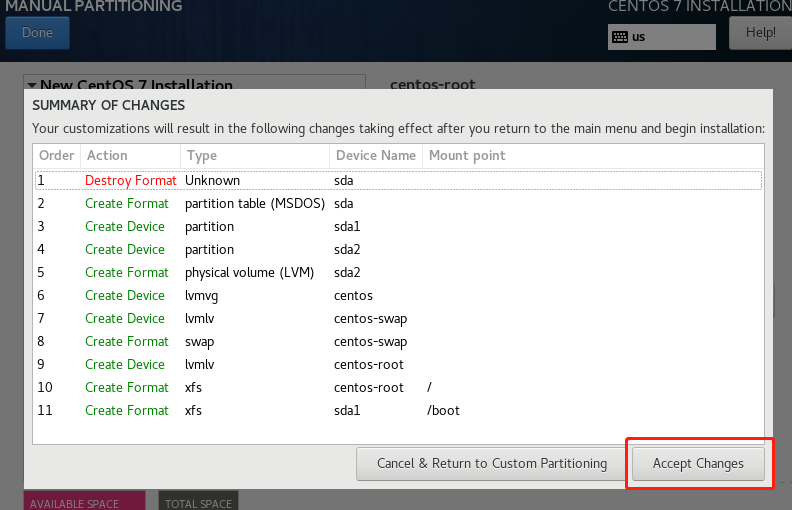 MANUAL PARTITIONING
CENTOS 7 INSTALLATION
Done
us
Help!
New CentOS 7 Installation
centos-root
SUMMARY OF CHANGES
Your customizations will result in the following changes taking effect after you return to the main menu and begin installation:
Order Action Type Device Name Mount point
1 Destroy Format Unknown sda
2 Create Format partition table (MSDOS) sda
3 Create Device partition sda1
4 Create Device partition sda2
5 Create Format physical volume (LVM) sda2
6 Create Device lvmvg centos
7 Create Device lvmlv centos-swap
8 Create Format swap centos-swap
9 Create Device lvmlv centos-root
10 Create Format xfs centos-root /
11 Create Format xfs sda1 /boot
Cancel & Return to Custom Partitioning Accept Changes
AVAILABLE SPACE TOTAL SPACE